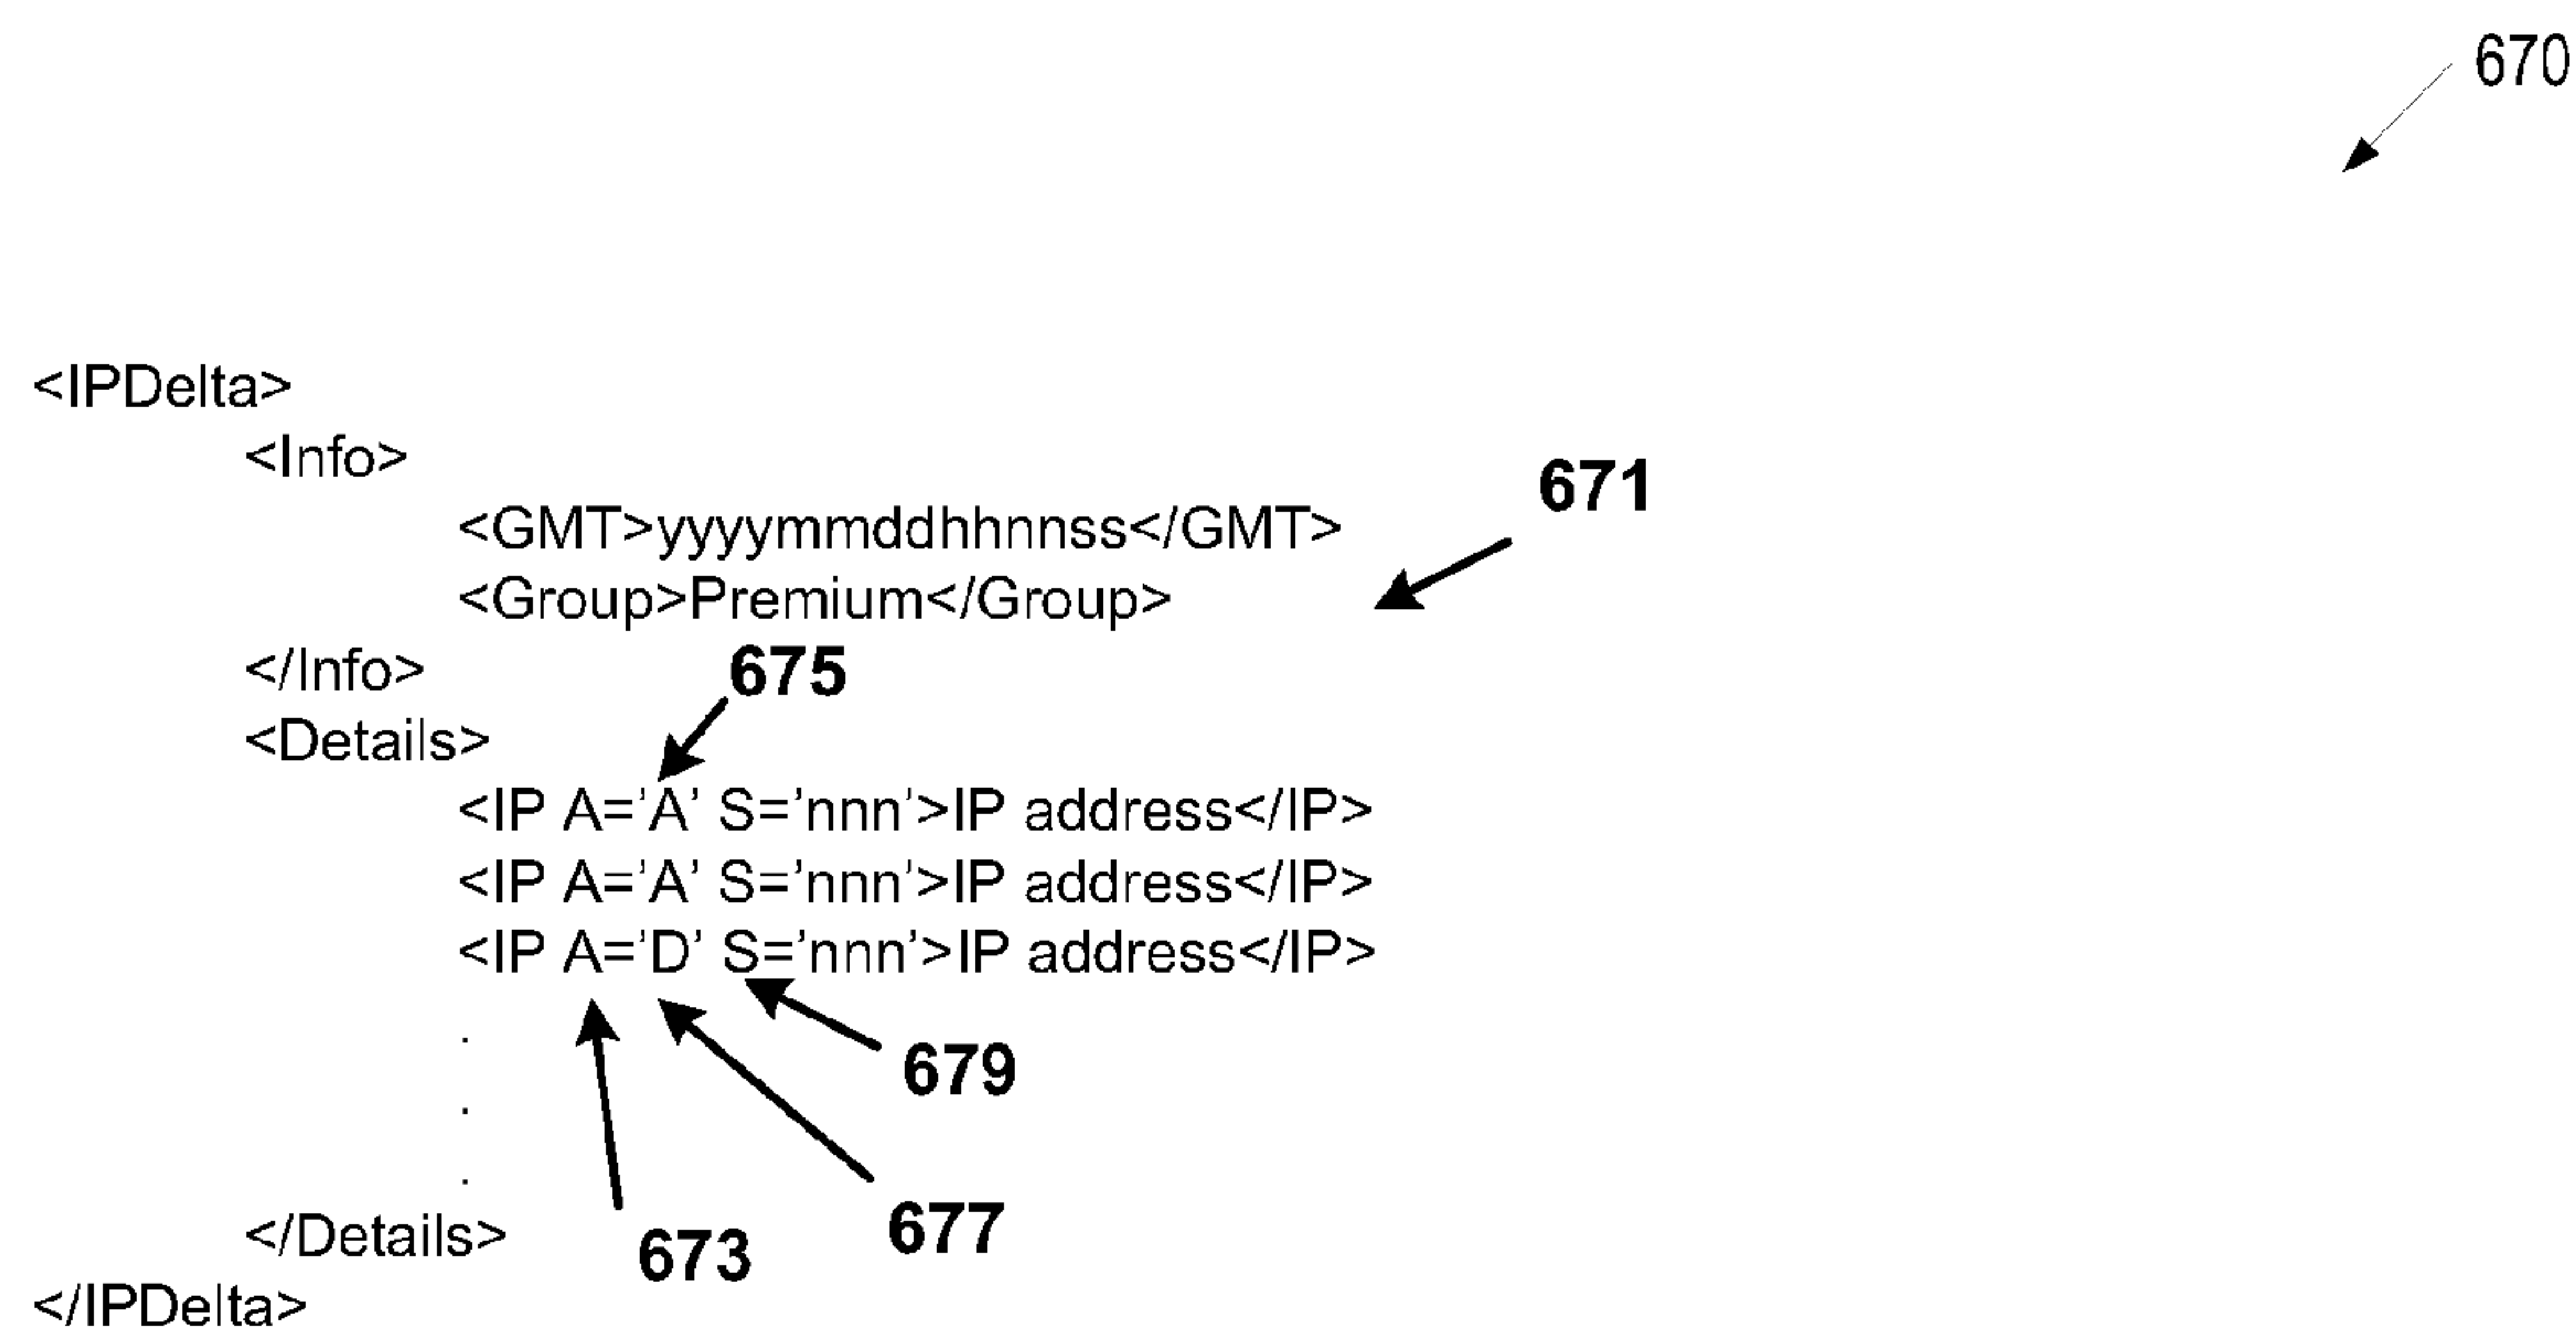 670
<IPDelta>
<Info>
671
<GMT>yyyymmddhhnnss</GMT>
<Group>Premium</Group>
</Info>
675
<Details>
<IP A='A' S='nnn'>IP address</IP>
<IP A='A' S='nnn'>IP address</IP>
<IP A='D' S='nnn'>IP address</IP>
.
679
.
.
677
</Details>
673
</IPDelta>